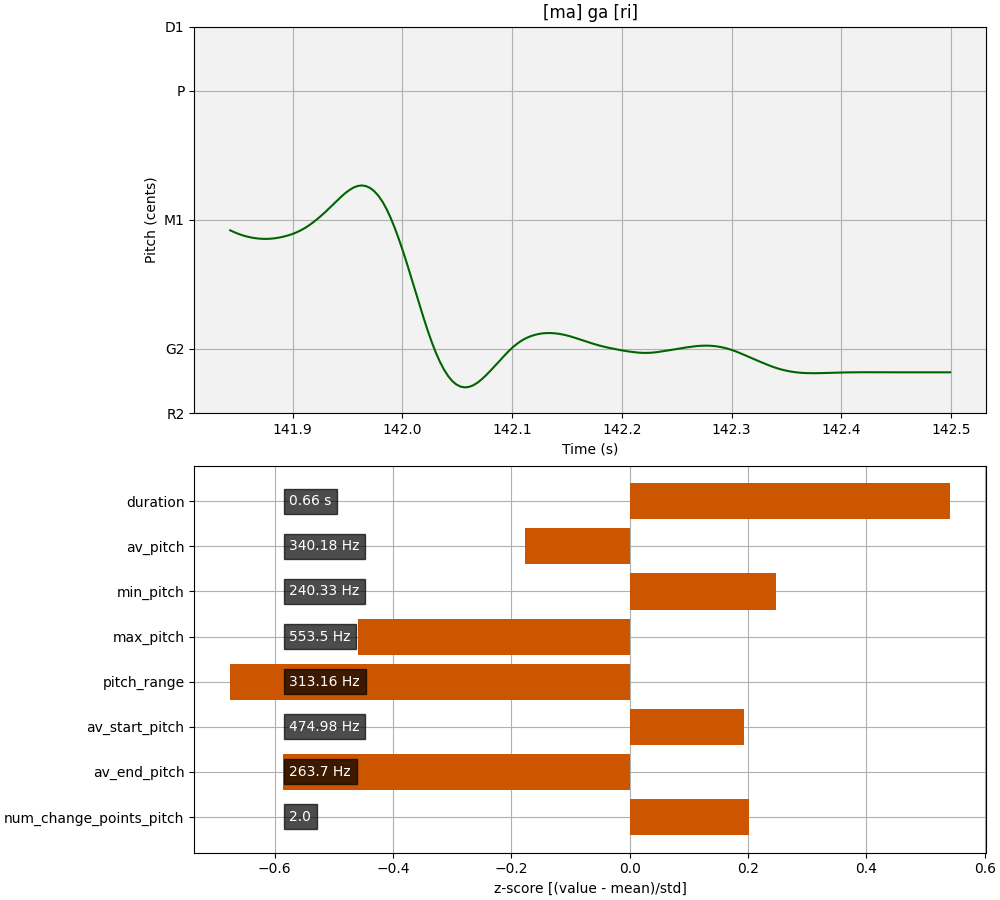 [ma] ga [ri]
D1
P
M1
G2
R2
Pitch (cents)
141.9 142.0 142.1 142.2 142.3 142.4 142.5
Time (s)
duration 0.66 s
av_pitch 340.18 Hz
min_pitch 240.33 Hz
max_pitch 553.5 Hz
pitch_range 313.16 Hz
av_start_pitch 474.98 Hz
av_end_pitch 263.7 Hz
num_change_points_pitch 2.0
−0.6 −0.4 −0.2 0.0 0.2 0.4 0.6
z-score [(value - mean)/std]